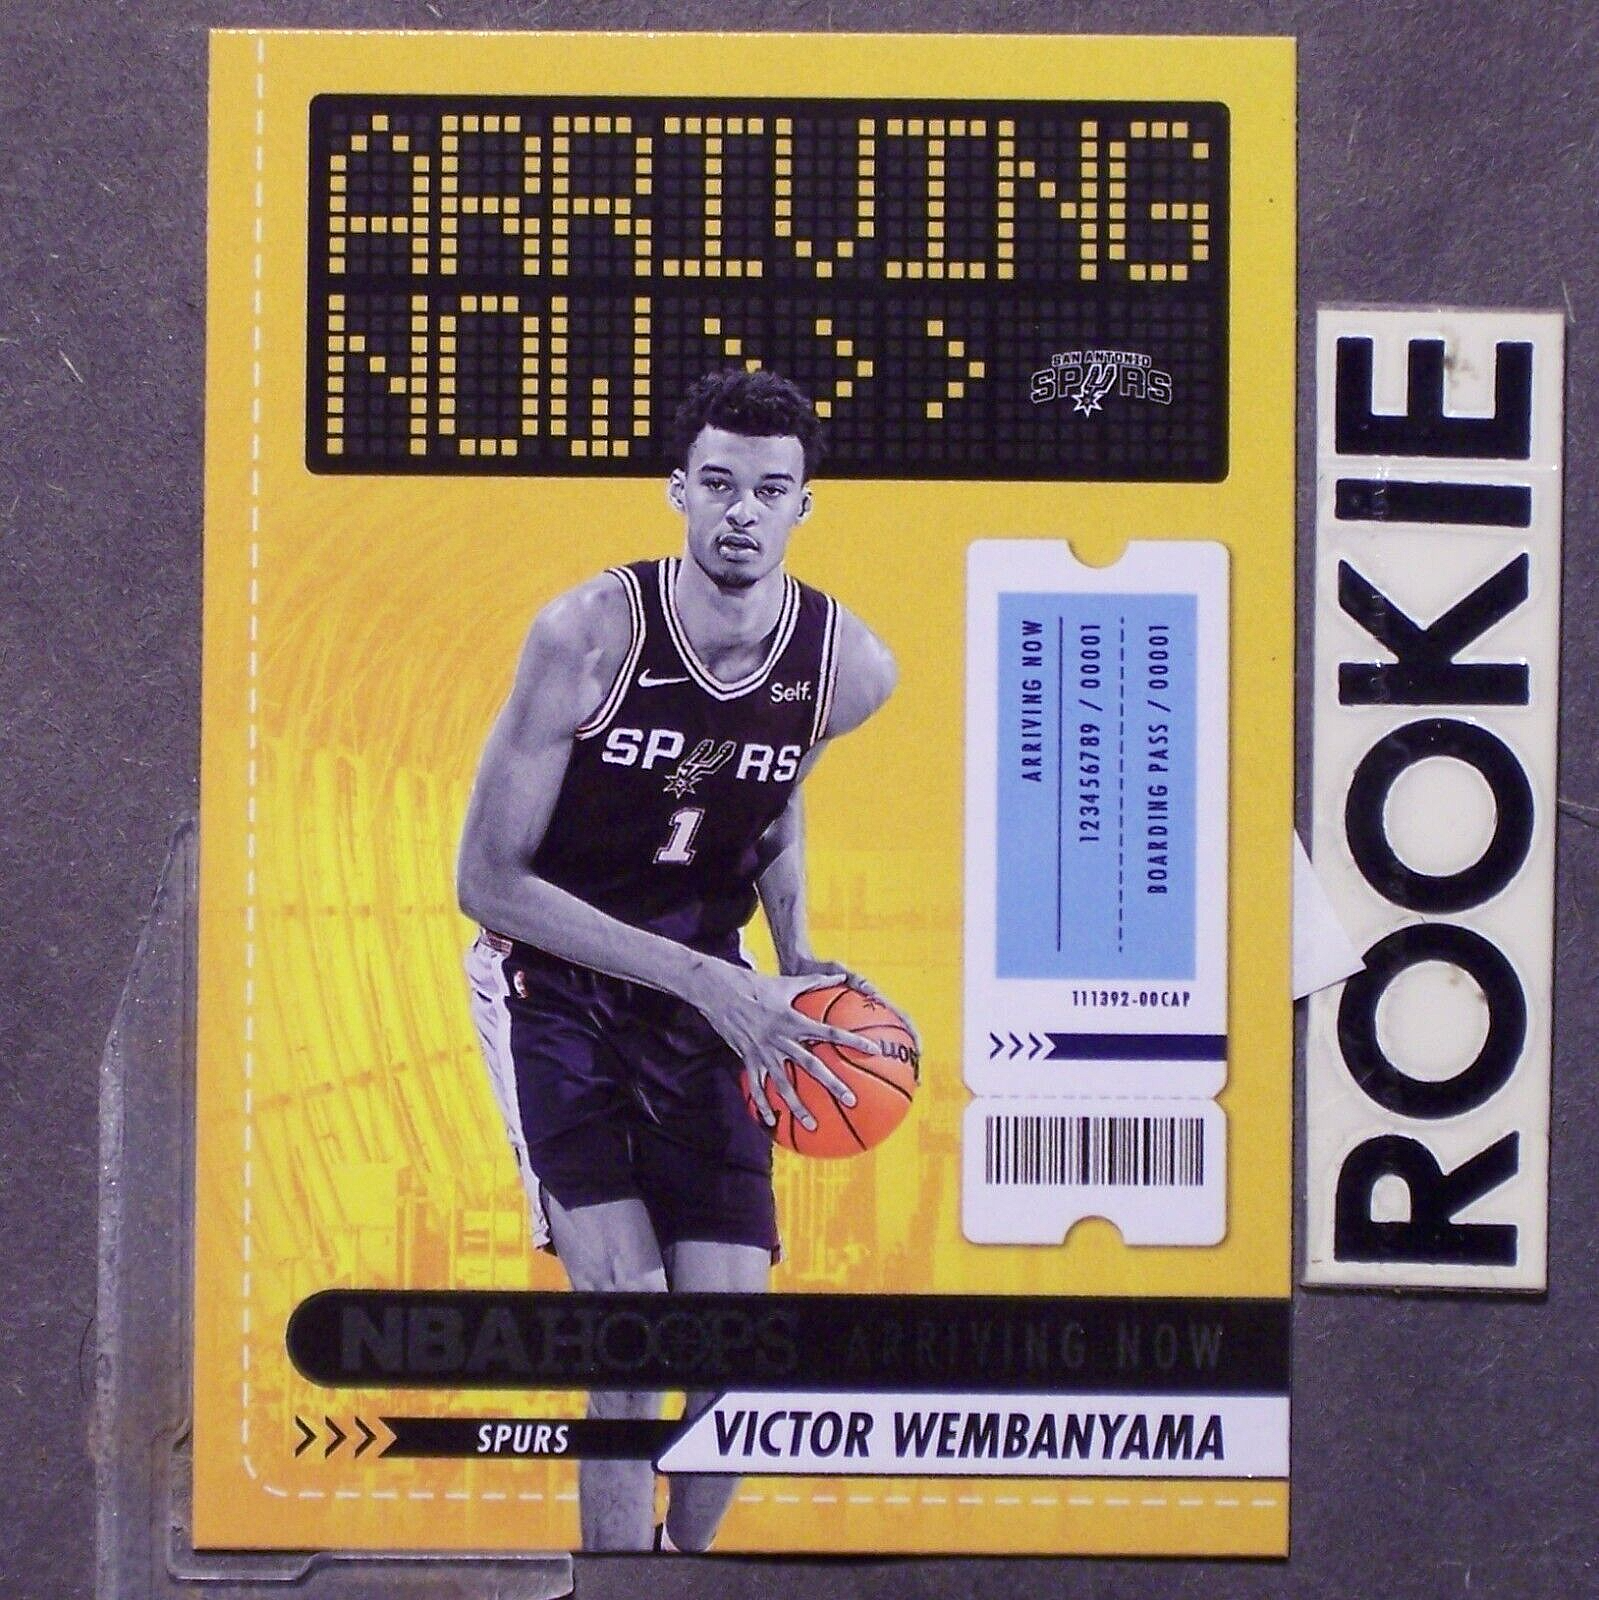 ARRIVING
NOW >>>
SAN ANTONIO
SPURS
Self.
SPURS
1
ARRIVING NOW
123456789 / 00001
BOARDING PASS / 00001
111392-00CAP
>>>>
NBA HOOPS ARRIVING NOW
>>>> SPURS
VICTOR WEMBANYAMA
ROOKIE